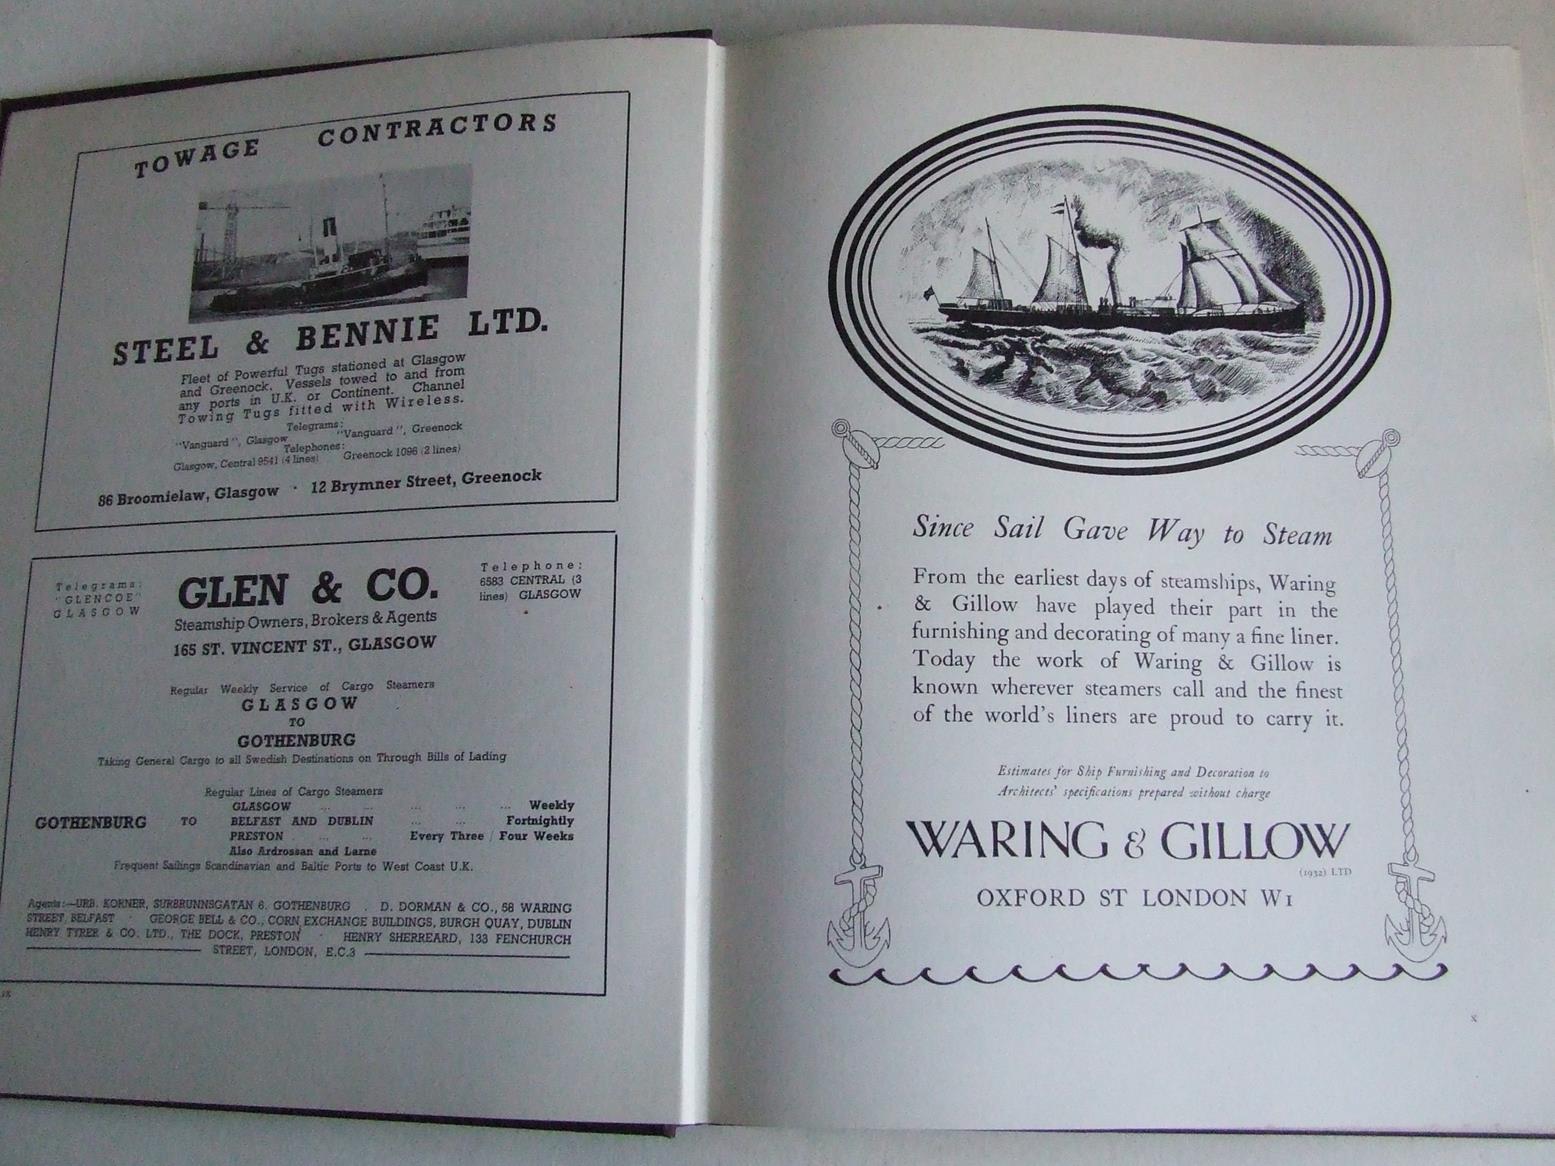 TOWAGE CONTRACTORS
STEEL & BENNIE LTD.
Fleet of Powerful Tugs stationed at Glasgow
and Greenock. Vessels towed to and from
any ports in U.K. or Continent. Channel
Towing Tugs fitted with Wireless.
Telegrams:
"Vanguard", Glasgow "Vanguard", Greenock
Telephones:
Glasgow, Central 9541 (4 lines) Greenock 1096 (2 lines)
86 Broomielaw, Glasgow · 12 Brymner Street, Greenock
Telegrams:
"GLENCOE"
GLASGOW
GLEN & CO.
Telephone:
6583 CENTRAL (3
lines) GLASGOW
Steamship Owners, Brokers & Agents
165 ST. VINCENT ST., GLASGOW
Regular Weekly Service of Cargo Steamers
GLASGOW
TO
GOTHENBURG
Taking General Cargo to all Swedish Destinations on Through Bills of Lading
Regular Lines of Cargo Steamers
GLASGOW ... ... ... ... Weekly
GOTHENBURG TO BELFAST AND DUBLIN ... ... Fortnightly
PRESTON ... ... Every Three / Four Weeks
Also Ardrossan and Larne
Frequent Sailings Scandinavian and Baltic Ports to West Coast U.K.
Agents:—URB. KORNER, SURBRUNNSGATAN 6. GOTHENBURG . D. DORMAN & CO., 58 WARING
STREET, BELFAST · GEORGE BELL & CO., CORN EXCHANGE BUILDINGS, BURGH QUAY, DUBLIN
HENRY TYRER & CO. LTD., THE DOCK, PRESTON · HENRY SHERREARD, 133 FENCHURCH
STREET, LONDON, E.C.3
ix
Since Sail Gave Way to Steam
From the earliest days of steamships, Waring
& Gillow have played their part in the
furnishing and decorating of many a fine liner.
Today the work of Waring & Gillow is
known wherever steamers call and the finest
of the world's liners are proud to carry it.
Estimates for Ship Furnishing and Decoration to
Architects' specifications prepared without charge
WARING & GILLOW
(1932) LTD
OXFORD ST LONDON W1
x